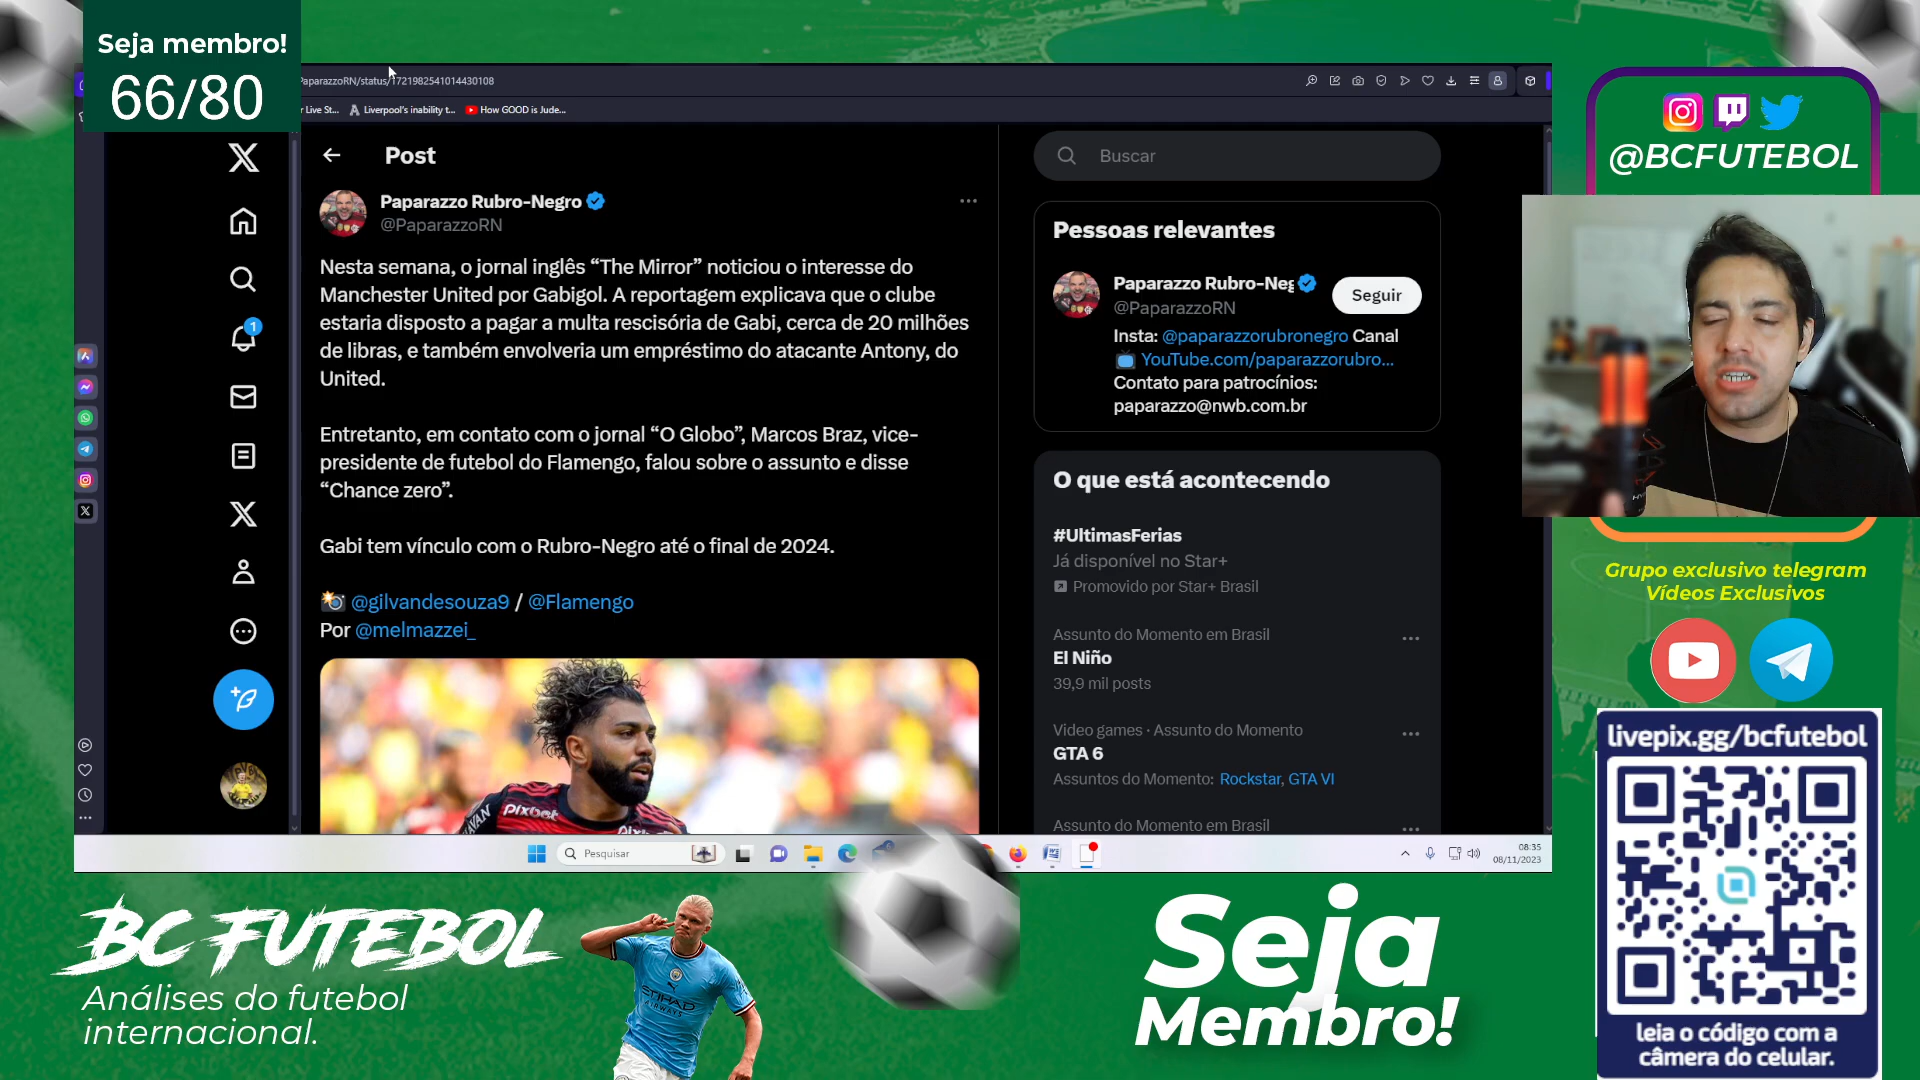 Seja membro!
66/80
PaparazzoRN/status/1721982541014430108
r Live St...
Liverpool's inability t...
How GOOD is Jude...
Post
Paparazzo Rubro-Negro
@PaparazzoRN
Nesta semana, o jornal inglês “The Mirror” noticiou o interesse do
Manchester United por Gabigol. A reportagem explicava que o clube
estaria disposto a pagar a multa rescisória de Gabi, cerca de 20 milhões
de libras, e também envolveria um empréstimo do atacante Antony, do
United.
Entretanto, em contato com o jornal “O Globo”, Marcos Braz, vice-
presidente de futebol do Flamengo, falou sobre o assunto e disse
“Chance zero”.
Gabi tem vínculo com o Rubro-Negro até o final de 2024.
@gilvandesouza9 / @Flamengo
Por @melmazzei_
HAVAN
Pixbet
1
Buscar
Pessoas relevantes
Paparazzo Rubro-Neg
@PaparazzoRN
Seguir
Insta: @paparazzorubronegro Canal
YouTube.com/paparazzorubro...
Contato para patrocínios:
paparazzo@nwb.com.br
O que está acontecendo
#UltimasFerias
Já disponível no Star+
Promovido por Star+ Brasil
Assunto do Momento em Brasil
El Niño
39,9 mil posts
Video games · Assunto do Momento
GTA 6
Assuntos do Momento: Rockstar, GTA VI
Assunto do Momento em Brasil
Pesquisar
08:35
08/11/2023
@BCFUTEBOL
Grupo exclusivo telegram
Vídeos Exclusivos
livepix.gg/bcfutebol
leia o código com a
câmera do celular.
BC FUTEBOL
Análises do futebol
internacional.
ETIHAD
AIRWAYS
Seja
Membro!